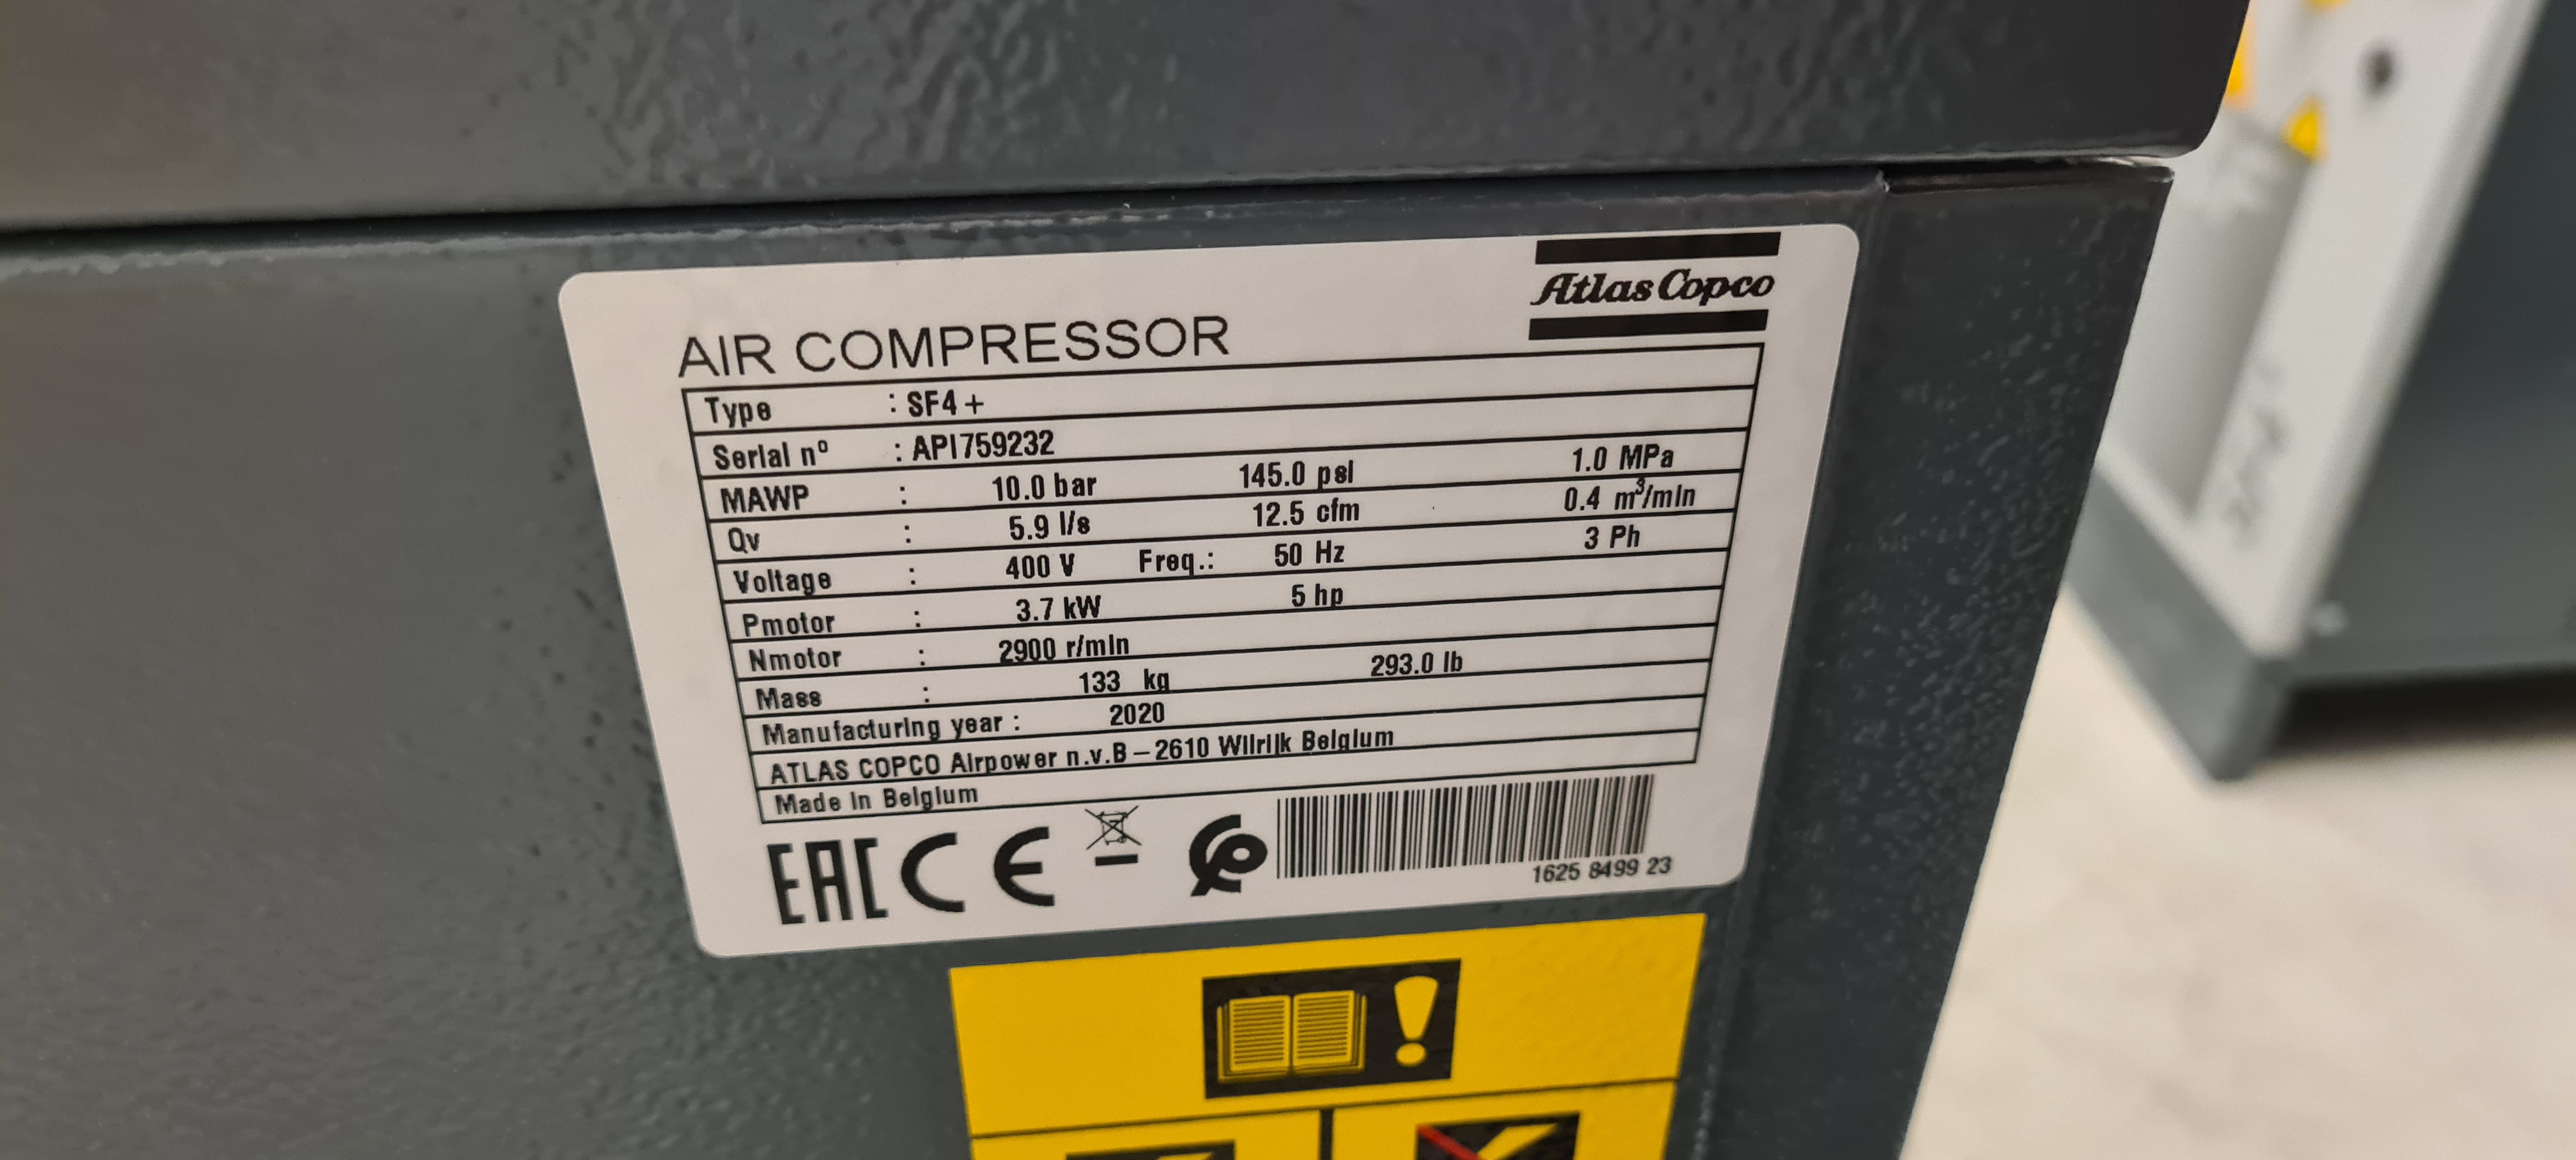 Atlas Copco
AIR COMPRESSOR
Type : SF4+
Serial nº : API759232
MAWP : 10.0 bar 145.0 psi 1.0 MPa
Qv : 5.9 l/s 12.5 cfm 0.4 m³/min
Voltage : 400 V Freq.: 50 Hz 3 Ph
Pmotor : 3.7 kW 5 hp
Nmotor : 2900 r/min
Mass : 133 kg 293.0 lb
Manufacturing year : 2020
ATLAS COPCO Airpower n.v.B – 2610 Wilrijk Belgium
Made in Belgium
EAC CE
1625 8499 23